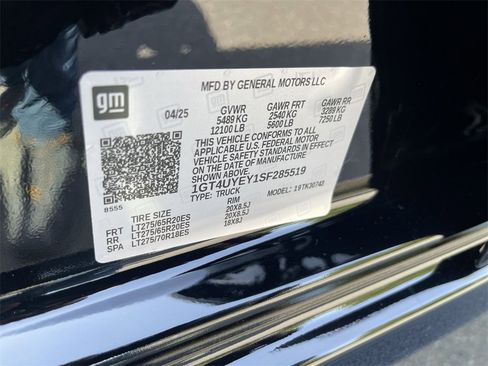 gm
MFD BY GENERAL MOTORS LLC
04/25 GVWR GAWR FRT GAWR RR
5489 KG 2540 KG 3289 KG
12100 LB 5600 LB 7250 LB
THIS VEHICLE CONFORMS TO ALL
APPLICABLE U.S. FEDERAL MOTOR
VEHICLE SAFETY STANDARDS IN
EFFECT ON THE DATE OF
MANUFACTURE SHOWN ABOVE.
1GT4UYEY1SF285519
TYPE: TRUCK MODEL: 19TK30743
8555
TIRE SIZE RIM
FRT LT275/65R20ES 20X8.5J
RR LT275/65R20ES 20X8.5J
SPA LT275/70R18ES 18X8J